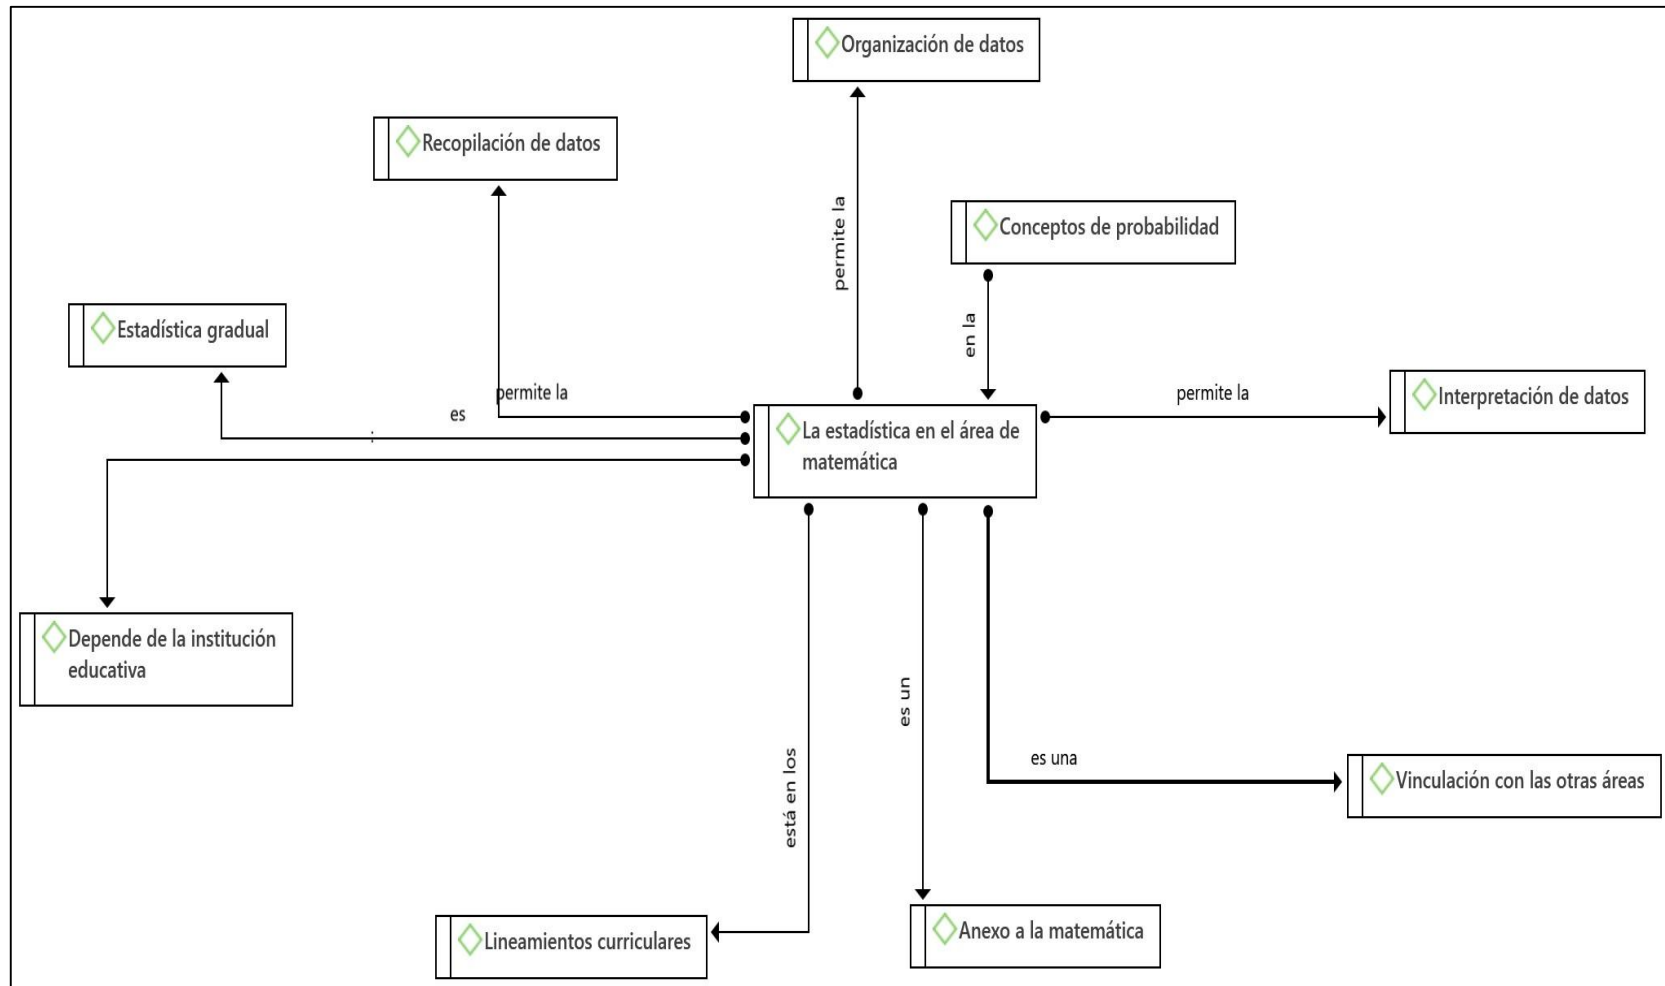 Organización de datos
Recopilación de datos
permite la
Conceptos de probabilidad
en la
Estadística gradual
permite la
es
:
permite la
Interpretación de datos
La estadística en el área de
matemática
Depende de la institución
educativa
es un
está en los
es una
Vinculación con las otras áreas
Lineamientos curriculares
Anexo a la matemática